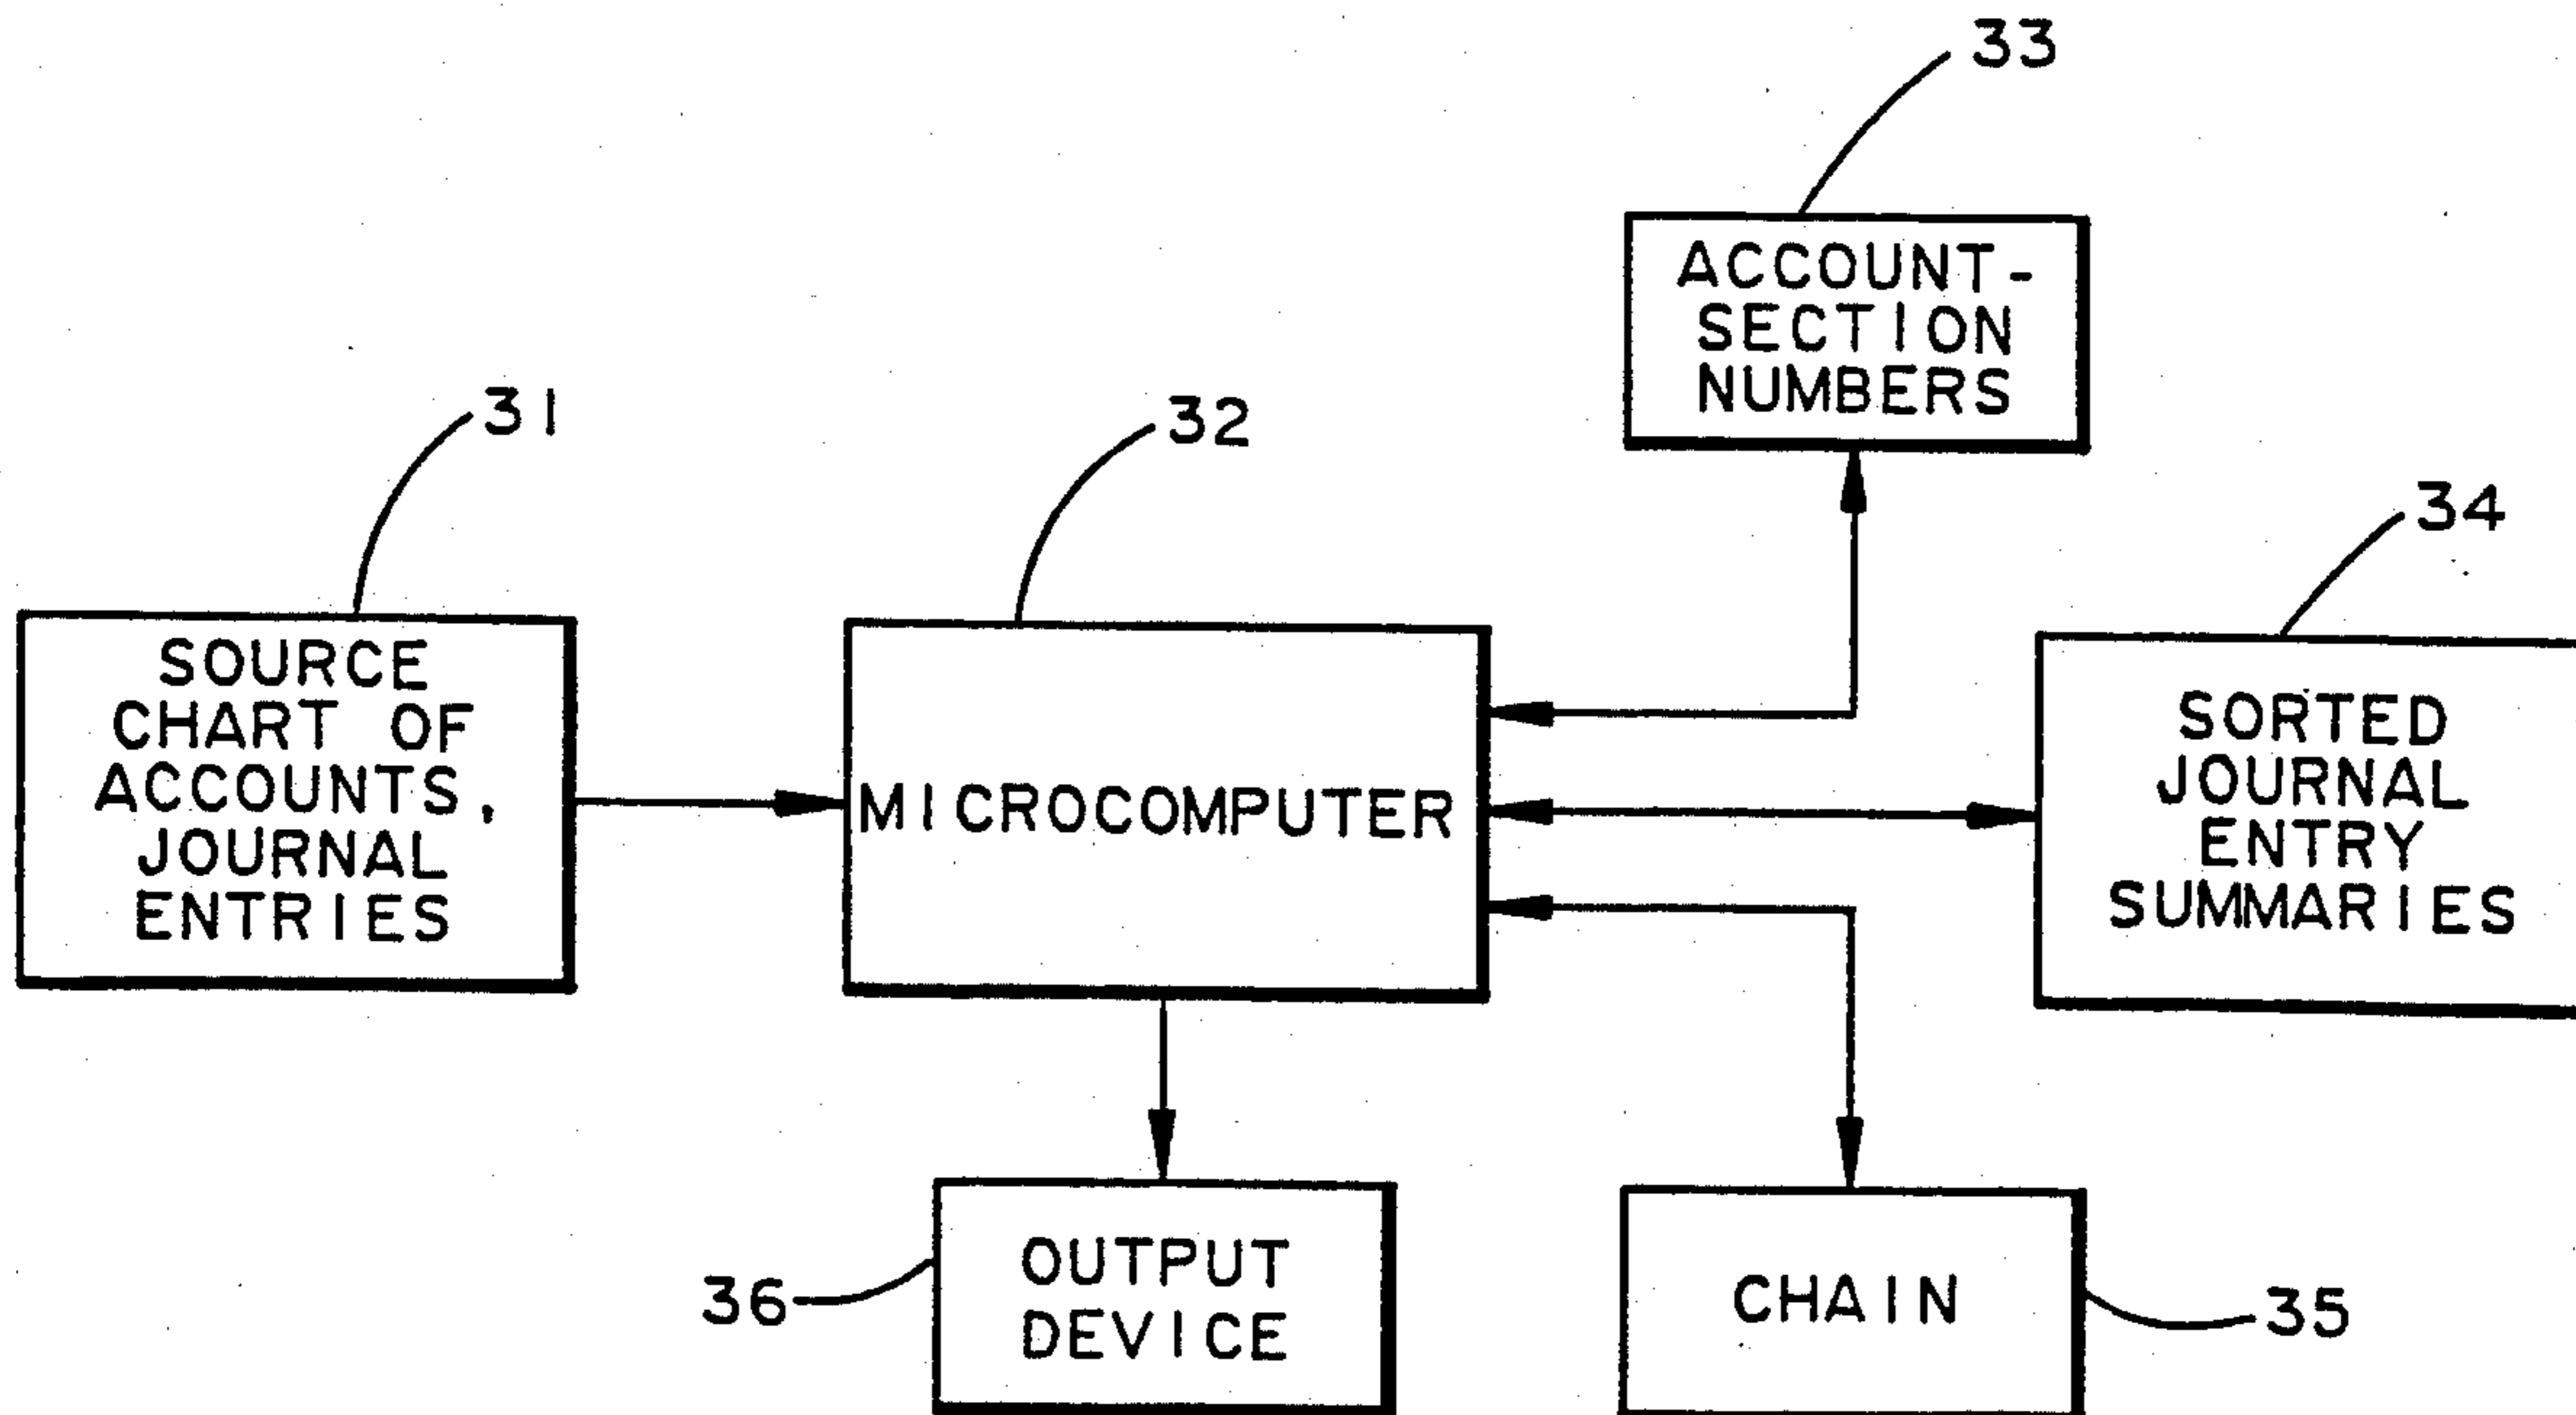 33
ACCOUNT-
SECTION
NUMBERS
31
32
34
SOURCE
CHART OF
ACCOUNTS,
JOURNAL
ENTRIES
MICROCOMPUTER
SORTED
JOURNAL
ENTRY
SUMMARIES
36
OUTPUT
DEVICE
CHAIN
35